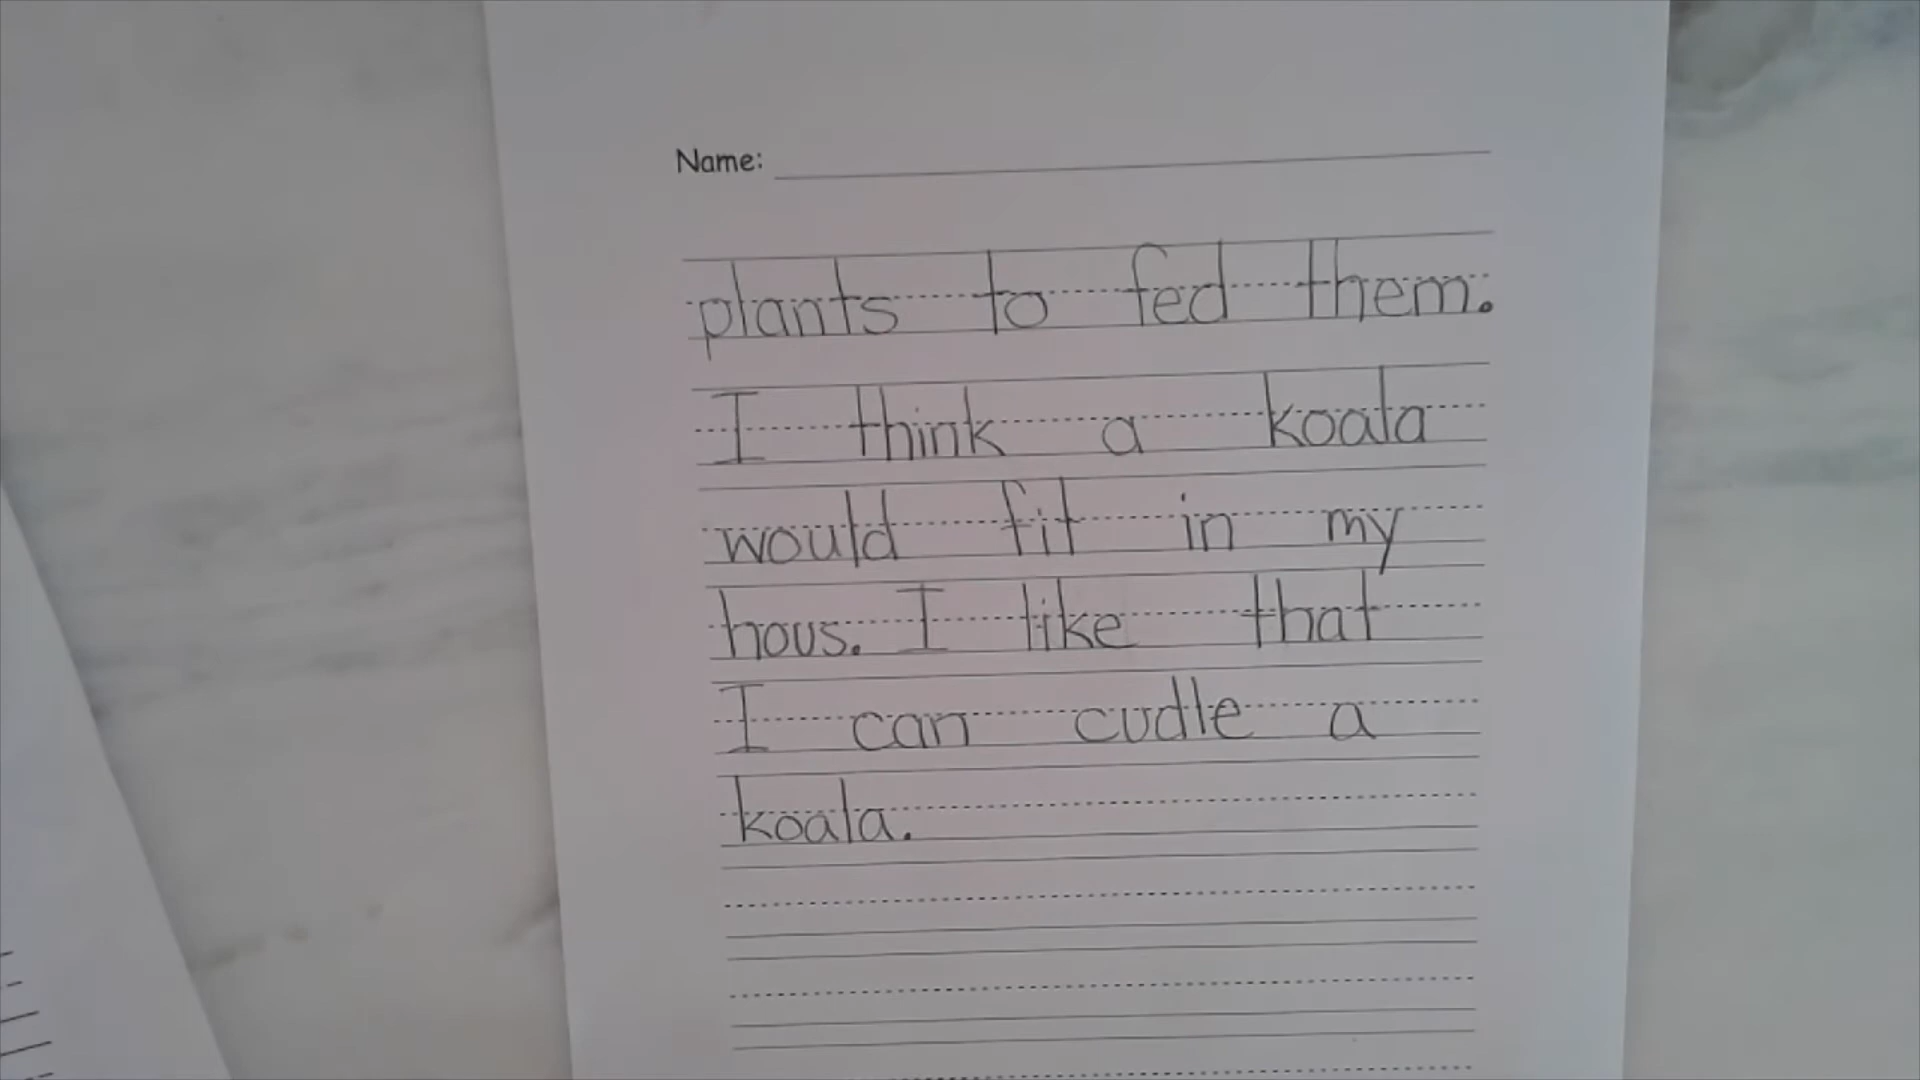 Name:
plants to fed them.
I think a koala
would fit in my
hous. I like that
I can cudle a
koala.